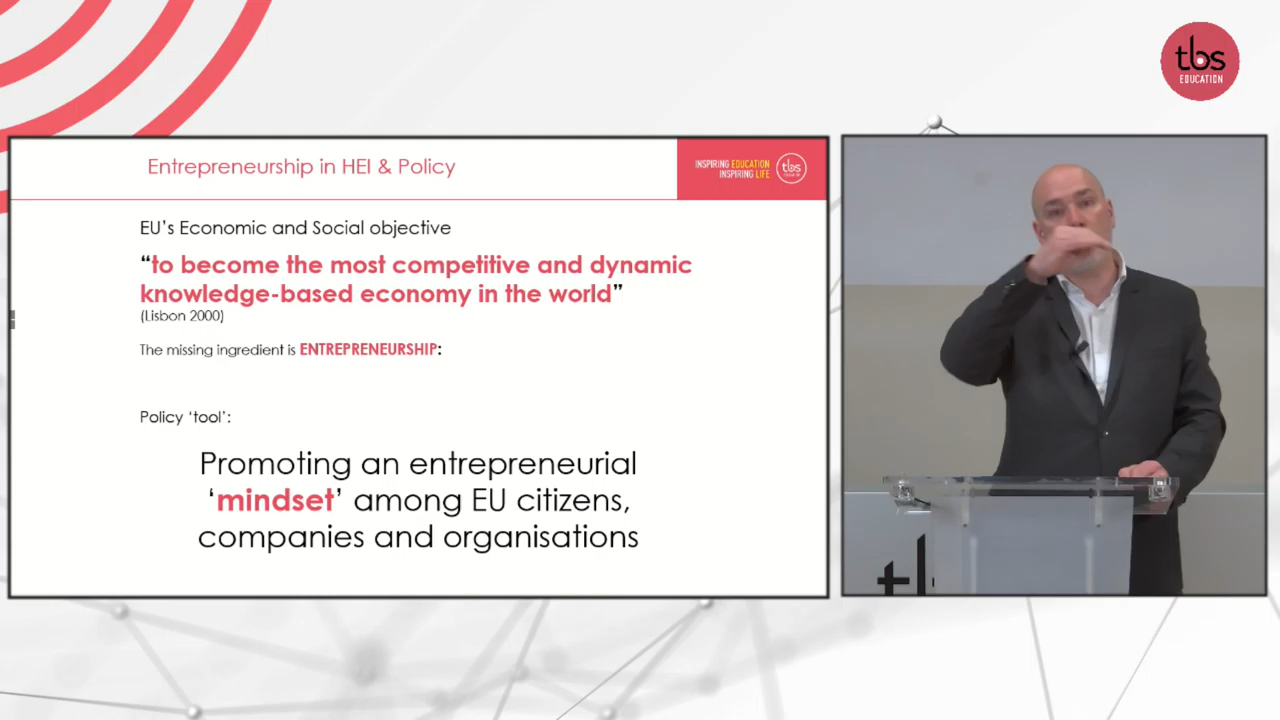 tbs
EDUCATION
Entrepreneurship in HEI & Policy
INSPIRING EDUCATION
INSPIRING LIFE
tbs
EU's Economic and Social objective
“to become the most competitive and dynamic
knowledge-based economy in the world”
(Lisbon 2000)
The missing ingredient is ENTREPRENEURSHIP:
Policy ‘tool’:
Promoting an entrepreneurial
‘mindset’ among EU citizens,
companies and organisations